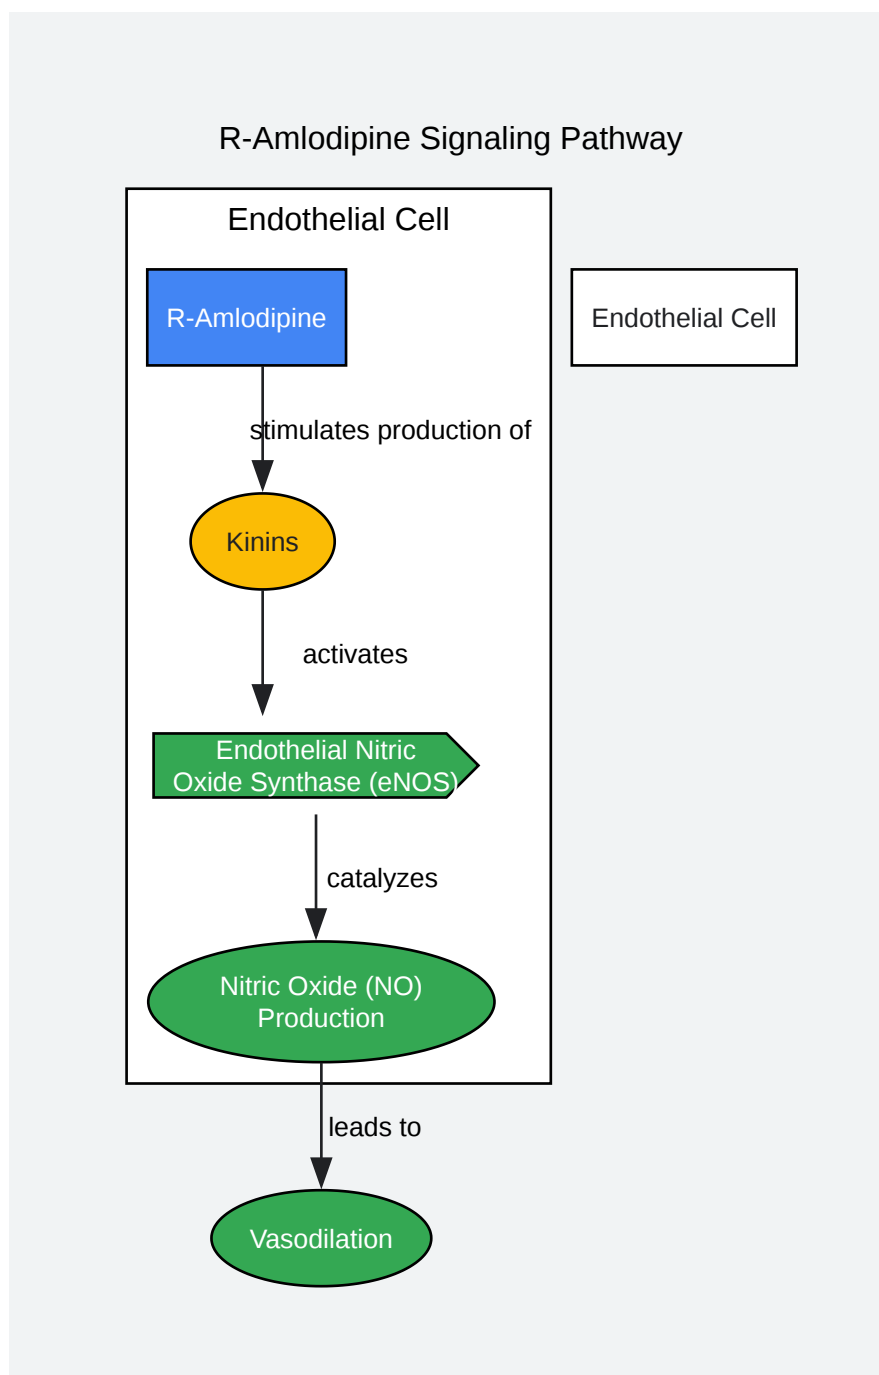 R-Amlodipine Signaling Pathway
Endothelial Cell
R-Amlodipine
Endothelial Cell
stimulates production of
Kinins
activates
Endothelial Nitric
Oxide Synthase (eNOS)
catalyzes
Nitric Oxide (NO)
Production
leads to
Vasodilation